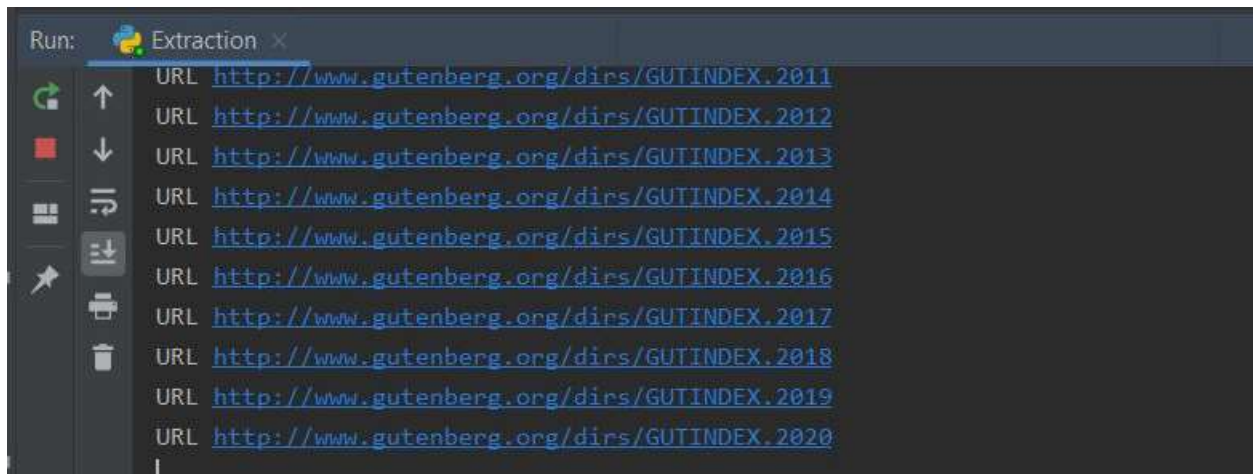 Run: Extraction
URL http://www.gutenberg.org/dirs/GUTINDEX.2011
URL http://www.gutenberg.org/dirs/GUTINDEX.2012
URL http://www.gutenberg.org/dirs/GUTINDEX.2013
URL http://www.gutenberg.org/dirs/GUTINDEX.2014
URL http://www.gutenberg.org/dirs/GUTINDEX.2015
URL http://www.gutenberg.org/dirs/GUTINDEX.2016
URL http://www.gutenberg.org/dirs/GUTINDEX.2017
URL http://www.gutenberg.org/dirs/GUTINDEX.2018
URL http://www.gutenberg.org/dirs/GUTINDEX.2019
URL http://www.gutenberg.org/dirs/GUTINDEX.2020